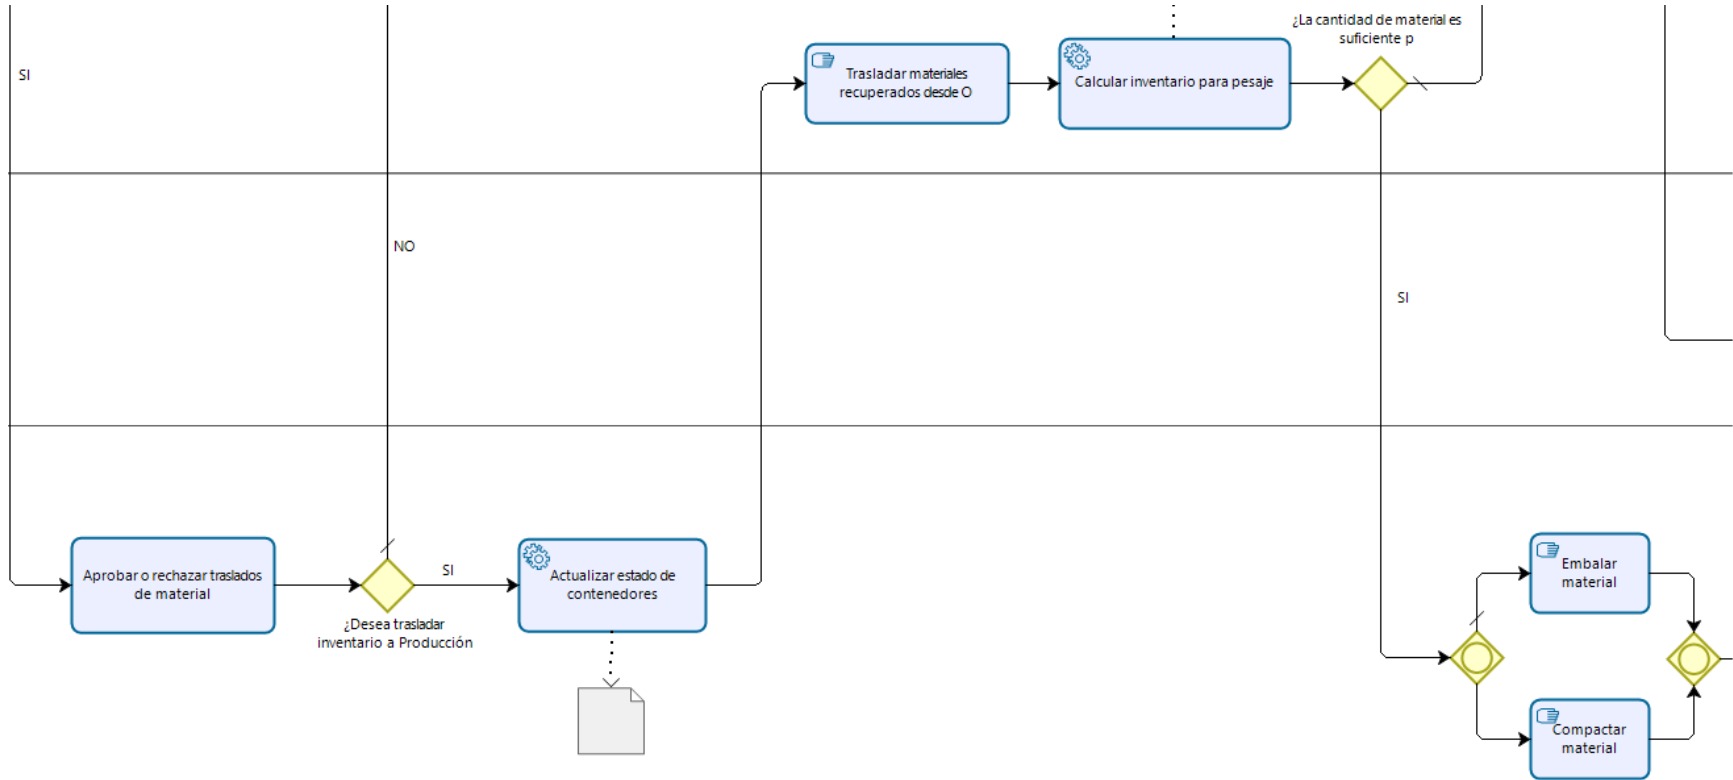 ¿La cantidad de material es
suficiente p
SI
Trasladar materiales
recuperados desde O
Calcular inventario para pesaje
NO
SI
Aprobar o rechazar traslados
de material
SI
Actualizar estado de
contenedores
¿Desea trasladar
inventario a Producción
Embalar
material
Compactar
material